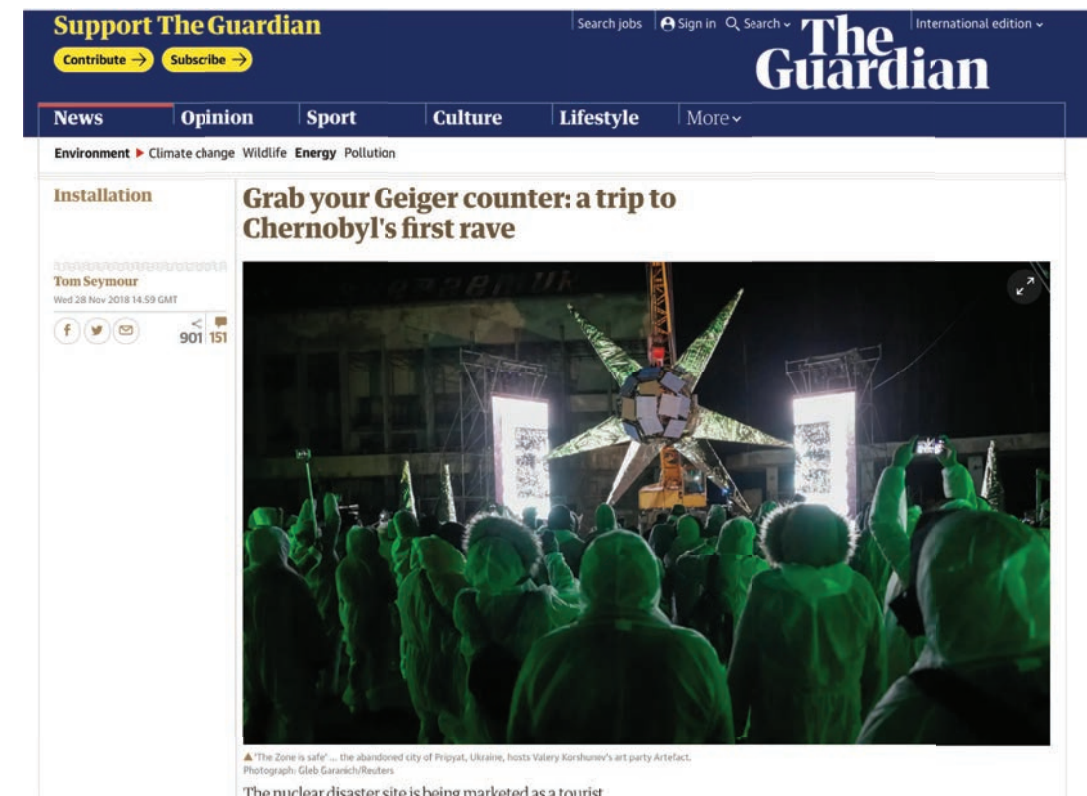 Support The Guardian
Search jobs
Sign in
Search
International edition
Contribute →
Subscribe →
The
Guardian
News
Opinion
Sport
Culture
Lifestyle
More
Environment ▶ Climate change Wildlife Energy Pollution
Installation
Grab your Geiger counter: a trip to
Chernobyl's first rave
Tom Seymour
Wed 28 Nov 2018 14.59 GMT
901 151
▲ 'The Zone is safe' … the abandoned city of Pripyat, Ukraine, hosts Valery Korshunov's art party Artefact.
Photograph: Gleb Garanich/Reuters
The nuclear disaster site is being marketed as a tourist